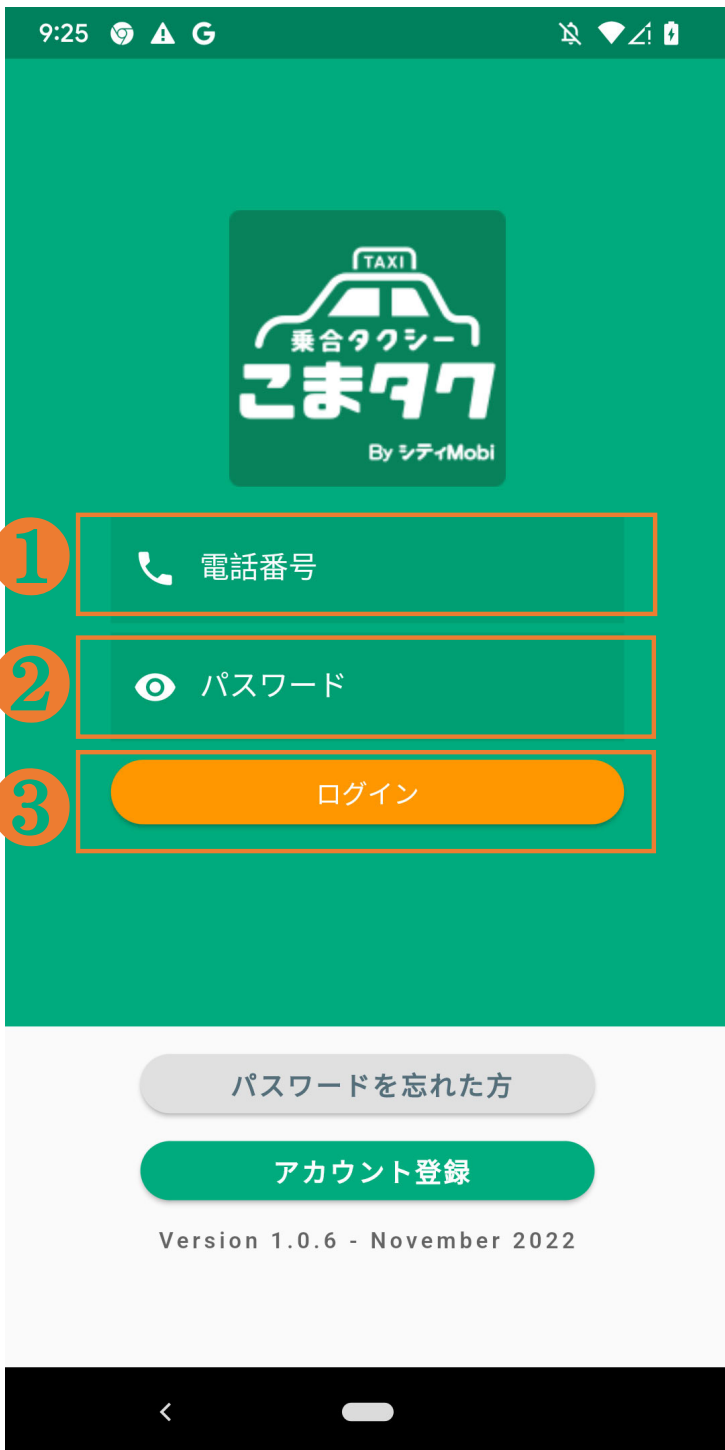 9:25
TAXI
乗合タクシー
こまタク
By シティMobi
1
電話番号
2
パスワード
3
ログイン
パスワードを忘れた方
アカウント登録
Version 1.0.6 - November 2022